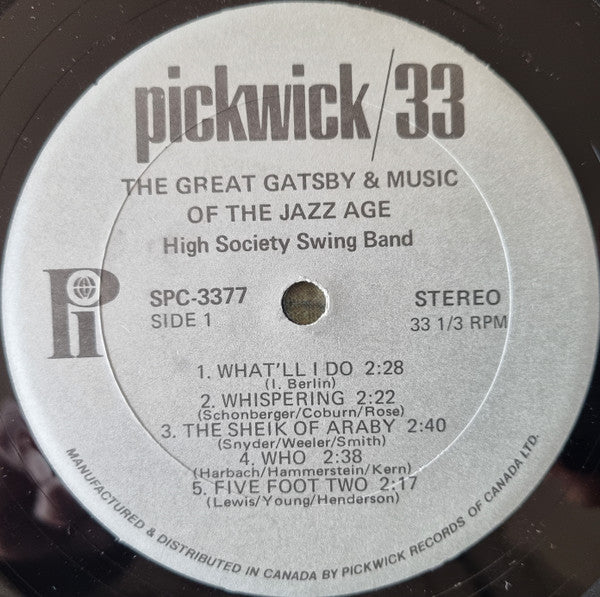 pickwick/33
THE GREAT GATSBY & MUSIC
OF THE JAZZ AGE
High Society Swing Band
Pi
SPC-3377
SIDE 1
STEREO
33 1/3 RPM
1. WHAT'LL I DO 2:28
(I. Berlin)
2. WHISPERING 2:22
(Schonberger/Coburn/Rose)
3. THE SHEIK OF ARABY 2:40
(Snyder/Weeler/Smith)
4. WHO 2:38
(Harbach/Hammerstein/Kern)
5. FIVE FOOT TWO 2:17
(Lewis/Young/Henderson)
MANUFACTURED & DISTRIBUTED IN CANADA BY PICKWICK RECORDS OF CANADA LTD.